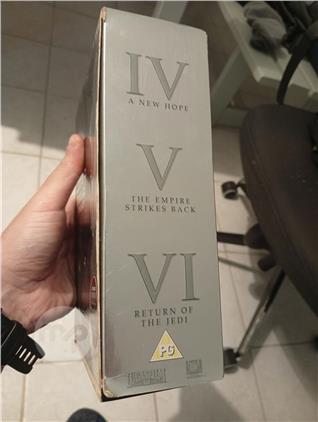 IV
A NEW HOPE
V
THE EMPIRE
STRIKES BACK
VI
RETURN OF
THE JEDI
PG